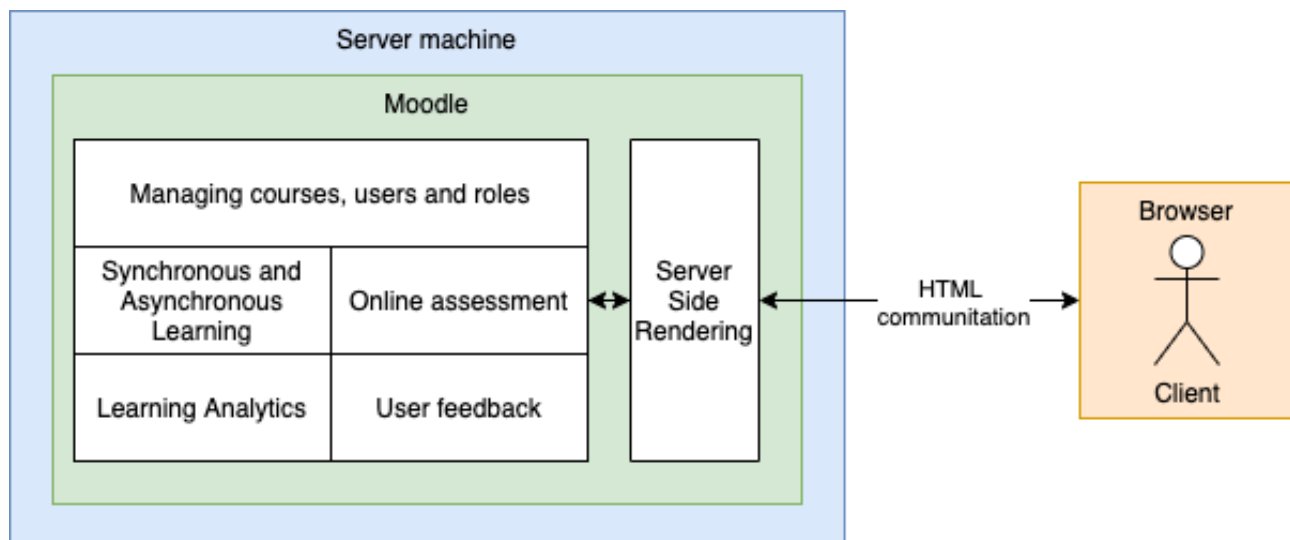 Server machine
Moodle
Managing courses, users and roles
Synchronous and
Asynchronous
Learning
Online assessment
Learning Analytics
User feedback
Server
Side
Rendering
HTML
communitation
Browser
Client